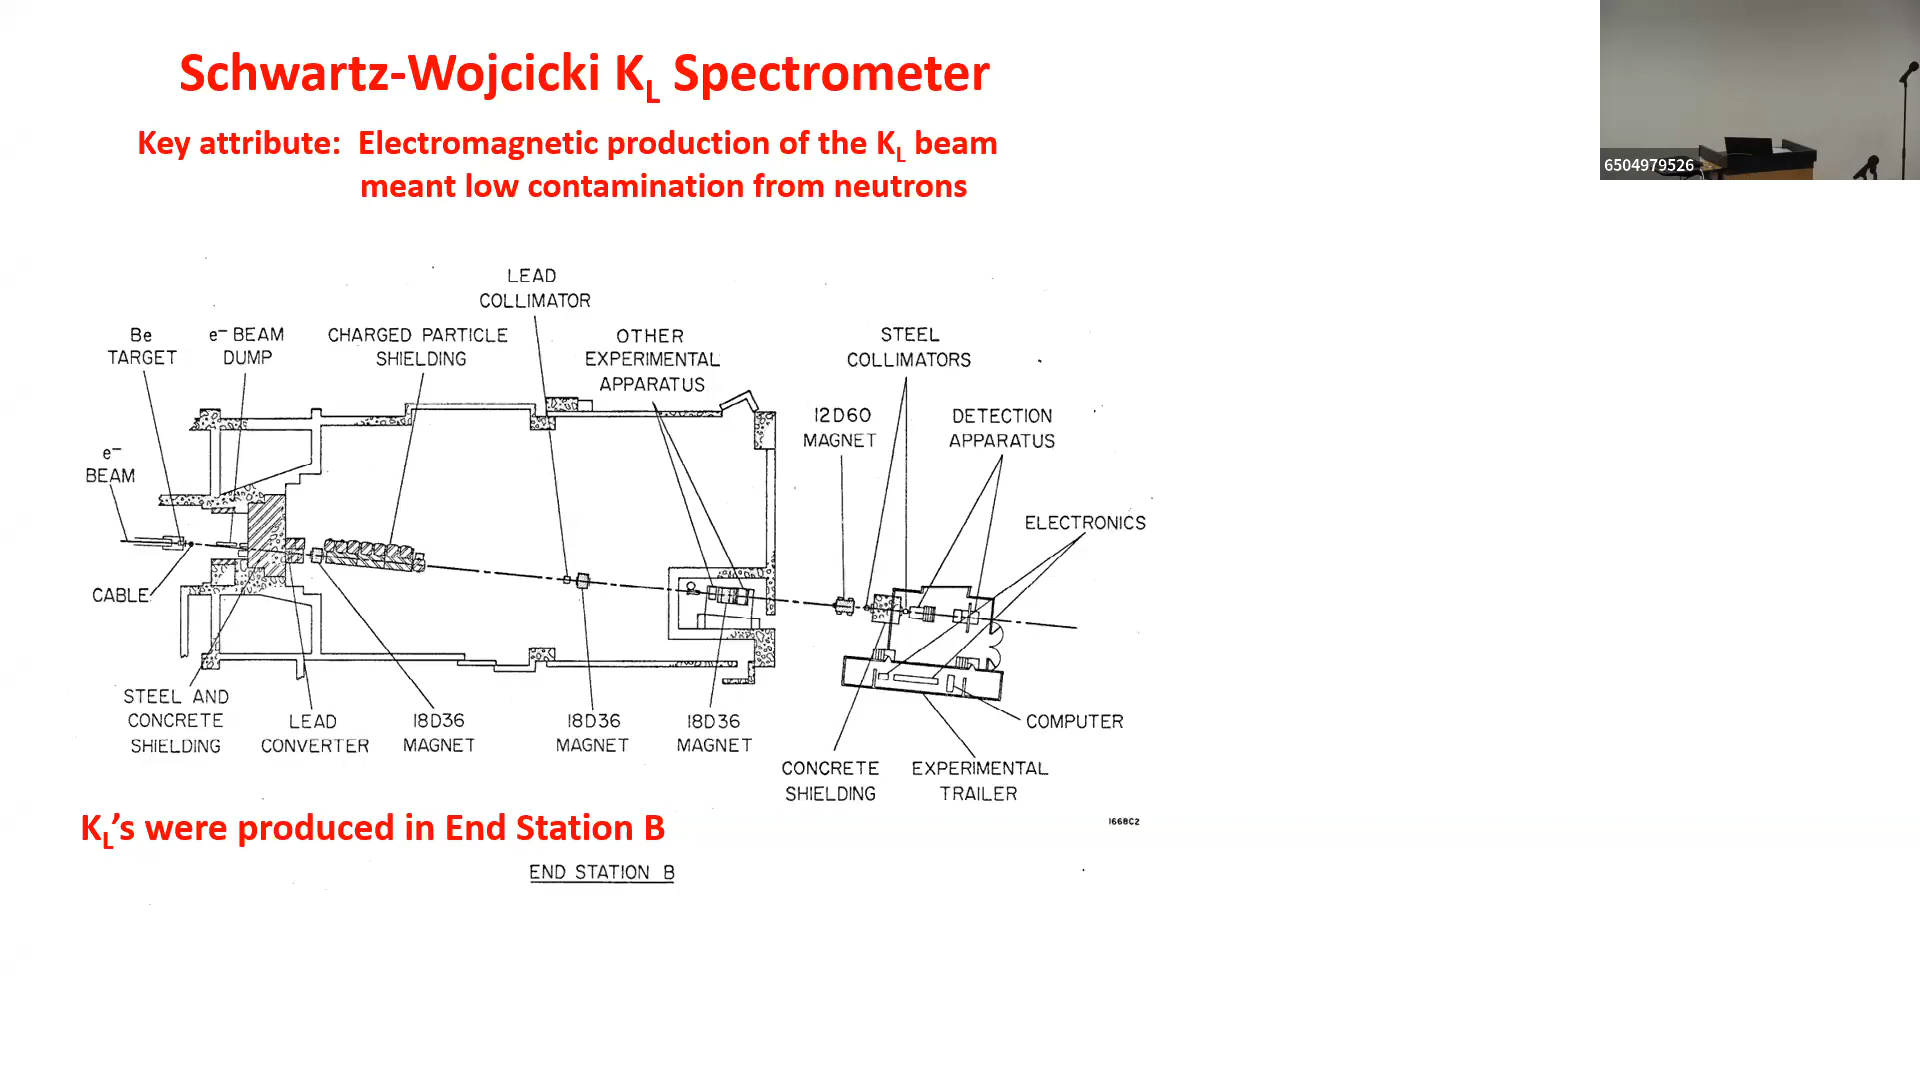 Schwartz-Wojcicki KL Spectrometer
Key attribute: Electromagnetic production of the KL beam
meant low contamination from neutrons
6504979526
LEAD
COLLIMATOR
Be
TARGET
e− BEAM
DUMP
CHARGED PARTICLE
SHIELDING
OTHER
EXPERIMENTAL
APPARATUS
STEEL
COLLIMATORS
12D60
MAGNET
DETECTION
APPARATUS
e−
BEAM
ELECTRONICS
CABLE
STEEL AND
CONCRETE
SHIELDING
LEAD
CONVERTER
18D36
MAGNET
18D36
MAGNET
18D36
MAGNET
COMPUTER
CONCRETE
SHIELDING
EXPERIMENTAL
TRAILER
1668C2
KL's were produced in End Station B
END STATION B